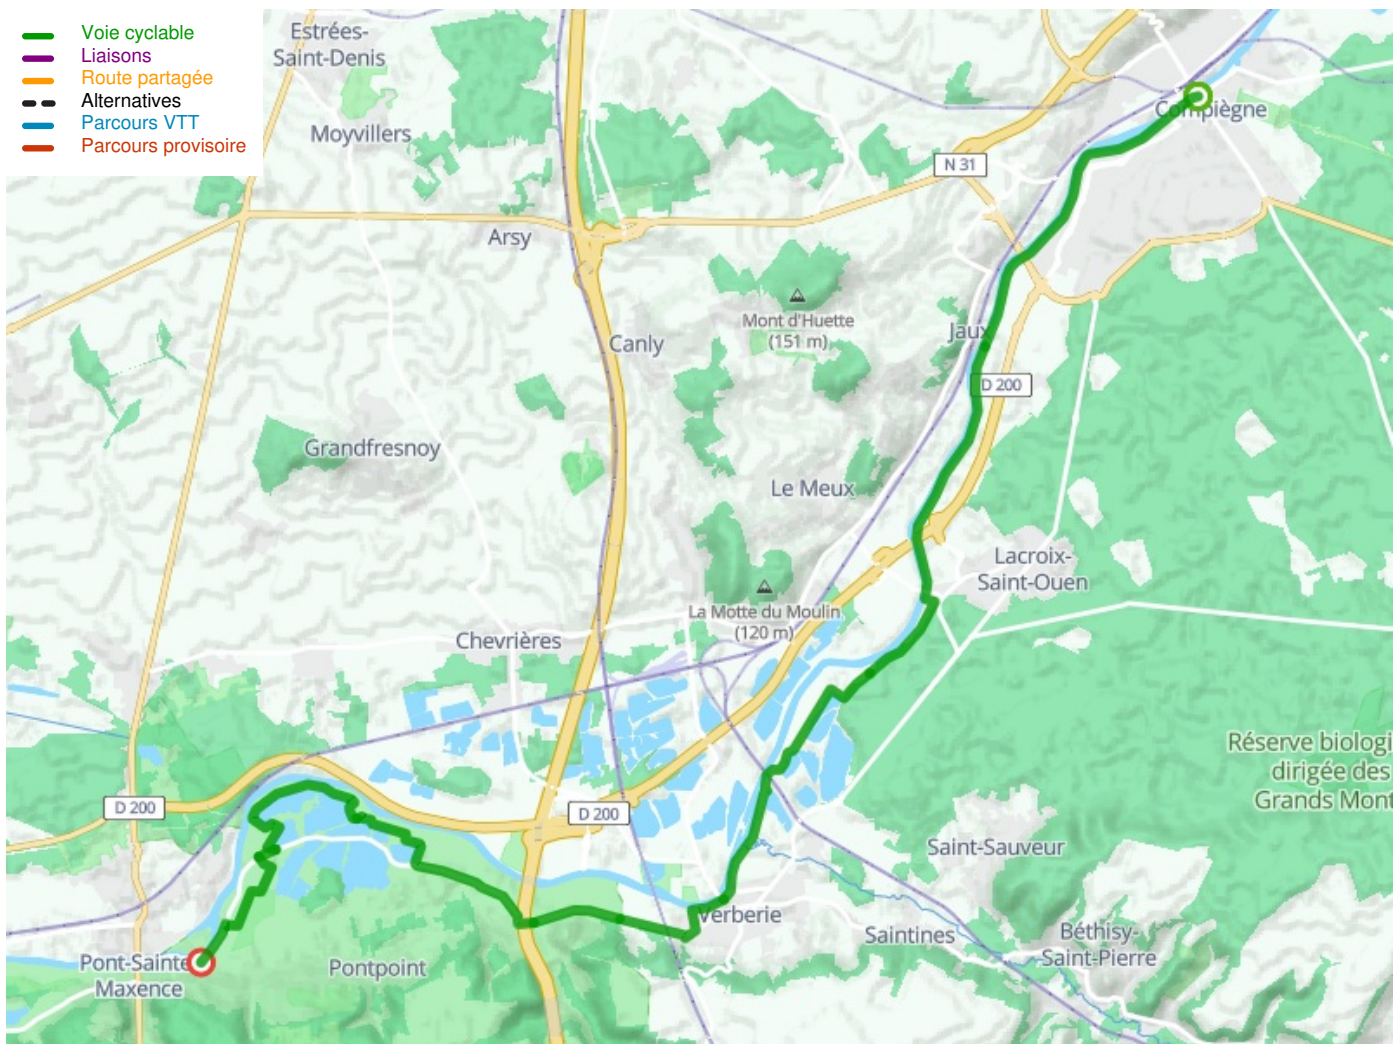 Voie cyclable
Liaisons
Route partagée
Alternatives
Parcours VTT
Parcours provisoire
Estrées-
Saint-Denis
Moyvillers
Compiègne
N 31
Arsy
Mont d'Huette
(151 m)
Canly
Jaux
D 200
Grandfresnoy
Le Meux
Lacroix-
Saint-Ouen
La Motte du Moulin
(120 m)
Chevrières
Réserve biologi
dirigée des
Grands Mont
D 200
D 200
Saint-Sauveur
Verberie
Saintines
Béthisy-
Saint-Pierre
Pont-Sainte
Maxence
Pontpoint